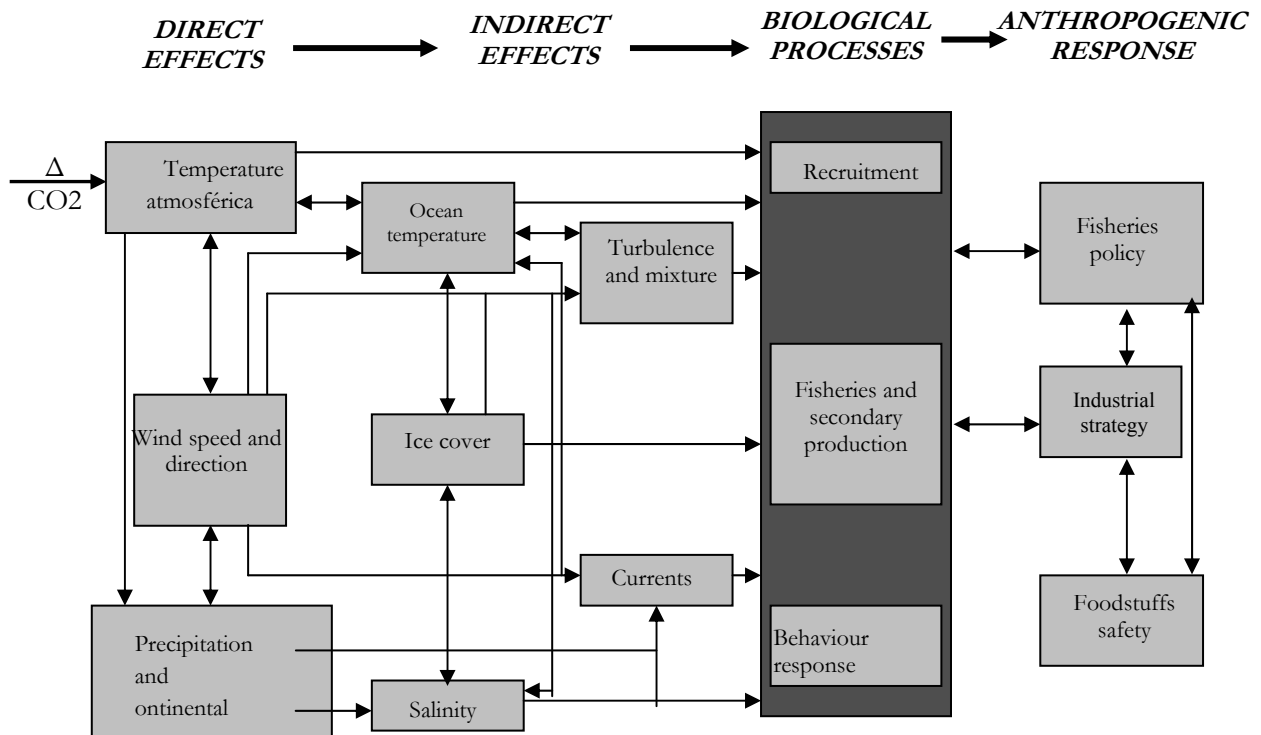 DIRECT
EFFECTS
INDIRECT
EFFECTS
BIOLOGICAL
PROCESSES
ANTHROPOGENIC
RESPONSE
Δ
CO2
Temperature
atmosférica
Ocean
temperature
Turbulence
and mixture
Wind speed and
direction
Ice cover
Currents
Precipitation
and
ontinental
Salinity
Recruitment
Fisheries and
secondary
production
Behaviour
response
Fisheries
policy
Industrial
strategy
Foodstuffs
safety